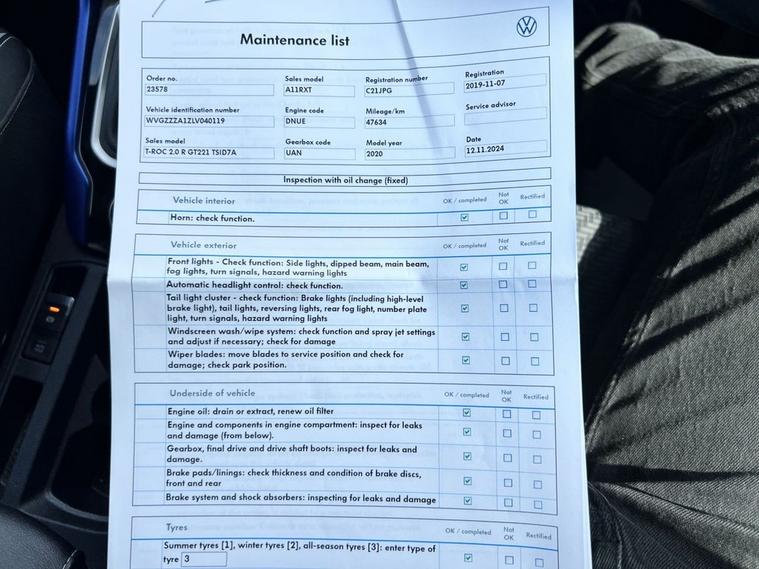 Maintenance list
Order no.
23578
Sales model
A11RXT
Registration number
C21JPG
Registration
2019-11-07
Vehicle identification number
WVGZZZA1ZLV040119
Engine code
DNUE
Mileage/km
47634
Service advisor
Sales model
T-ROC 2.0 R GT221 TSID7A
Gearbox code
UAN
Model year
2020
Date
12.11.2024
Inspection with oil change (fixed)
Vehicle interior OK / completed Not OK Rectified
Horn: check function.
Vehicle exterior OK / completed Not OK Rectified
Front lights - Check function: Side lights, dipped beam, main beam,
fog lights, turn signals, hazard warning lights
Automatic headlight control: check function.
Tail light cluster - check function: Brake lights (including high-level
brake light), tail lights, reversing lights, rear fog light, number plate
light, turn signals, hazard warning lights
Windscreen wash/wipe system: check function and spray jet settings
and adjust if necessary; check for damage
Wiper blades: move blades to service position and check for
damage; check park position.
Underside of vehicle OK / completed Not OK Rectified
Engine oil: drain or extract, renew oil filter
Engine and components in engine compartment: inspect for leaks
and damage (from below).
Gearbox, final drive and drive shaft boots: inspect for leaks and
damage.
Brake pads/linings: check thickness and condition of brake discs,
front and rear
Brake system and shock absorbers: inspecting for leaks and damage
Tyres OK / completed Not OK Rectified
Summer tyres [1], winter tyres [2], all-season tyres [3]: enter type of
tyre 3